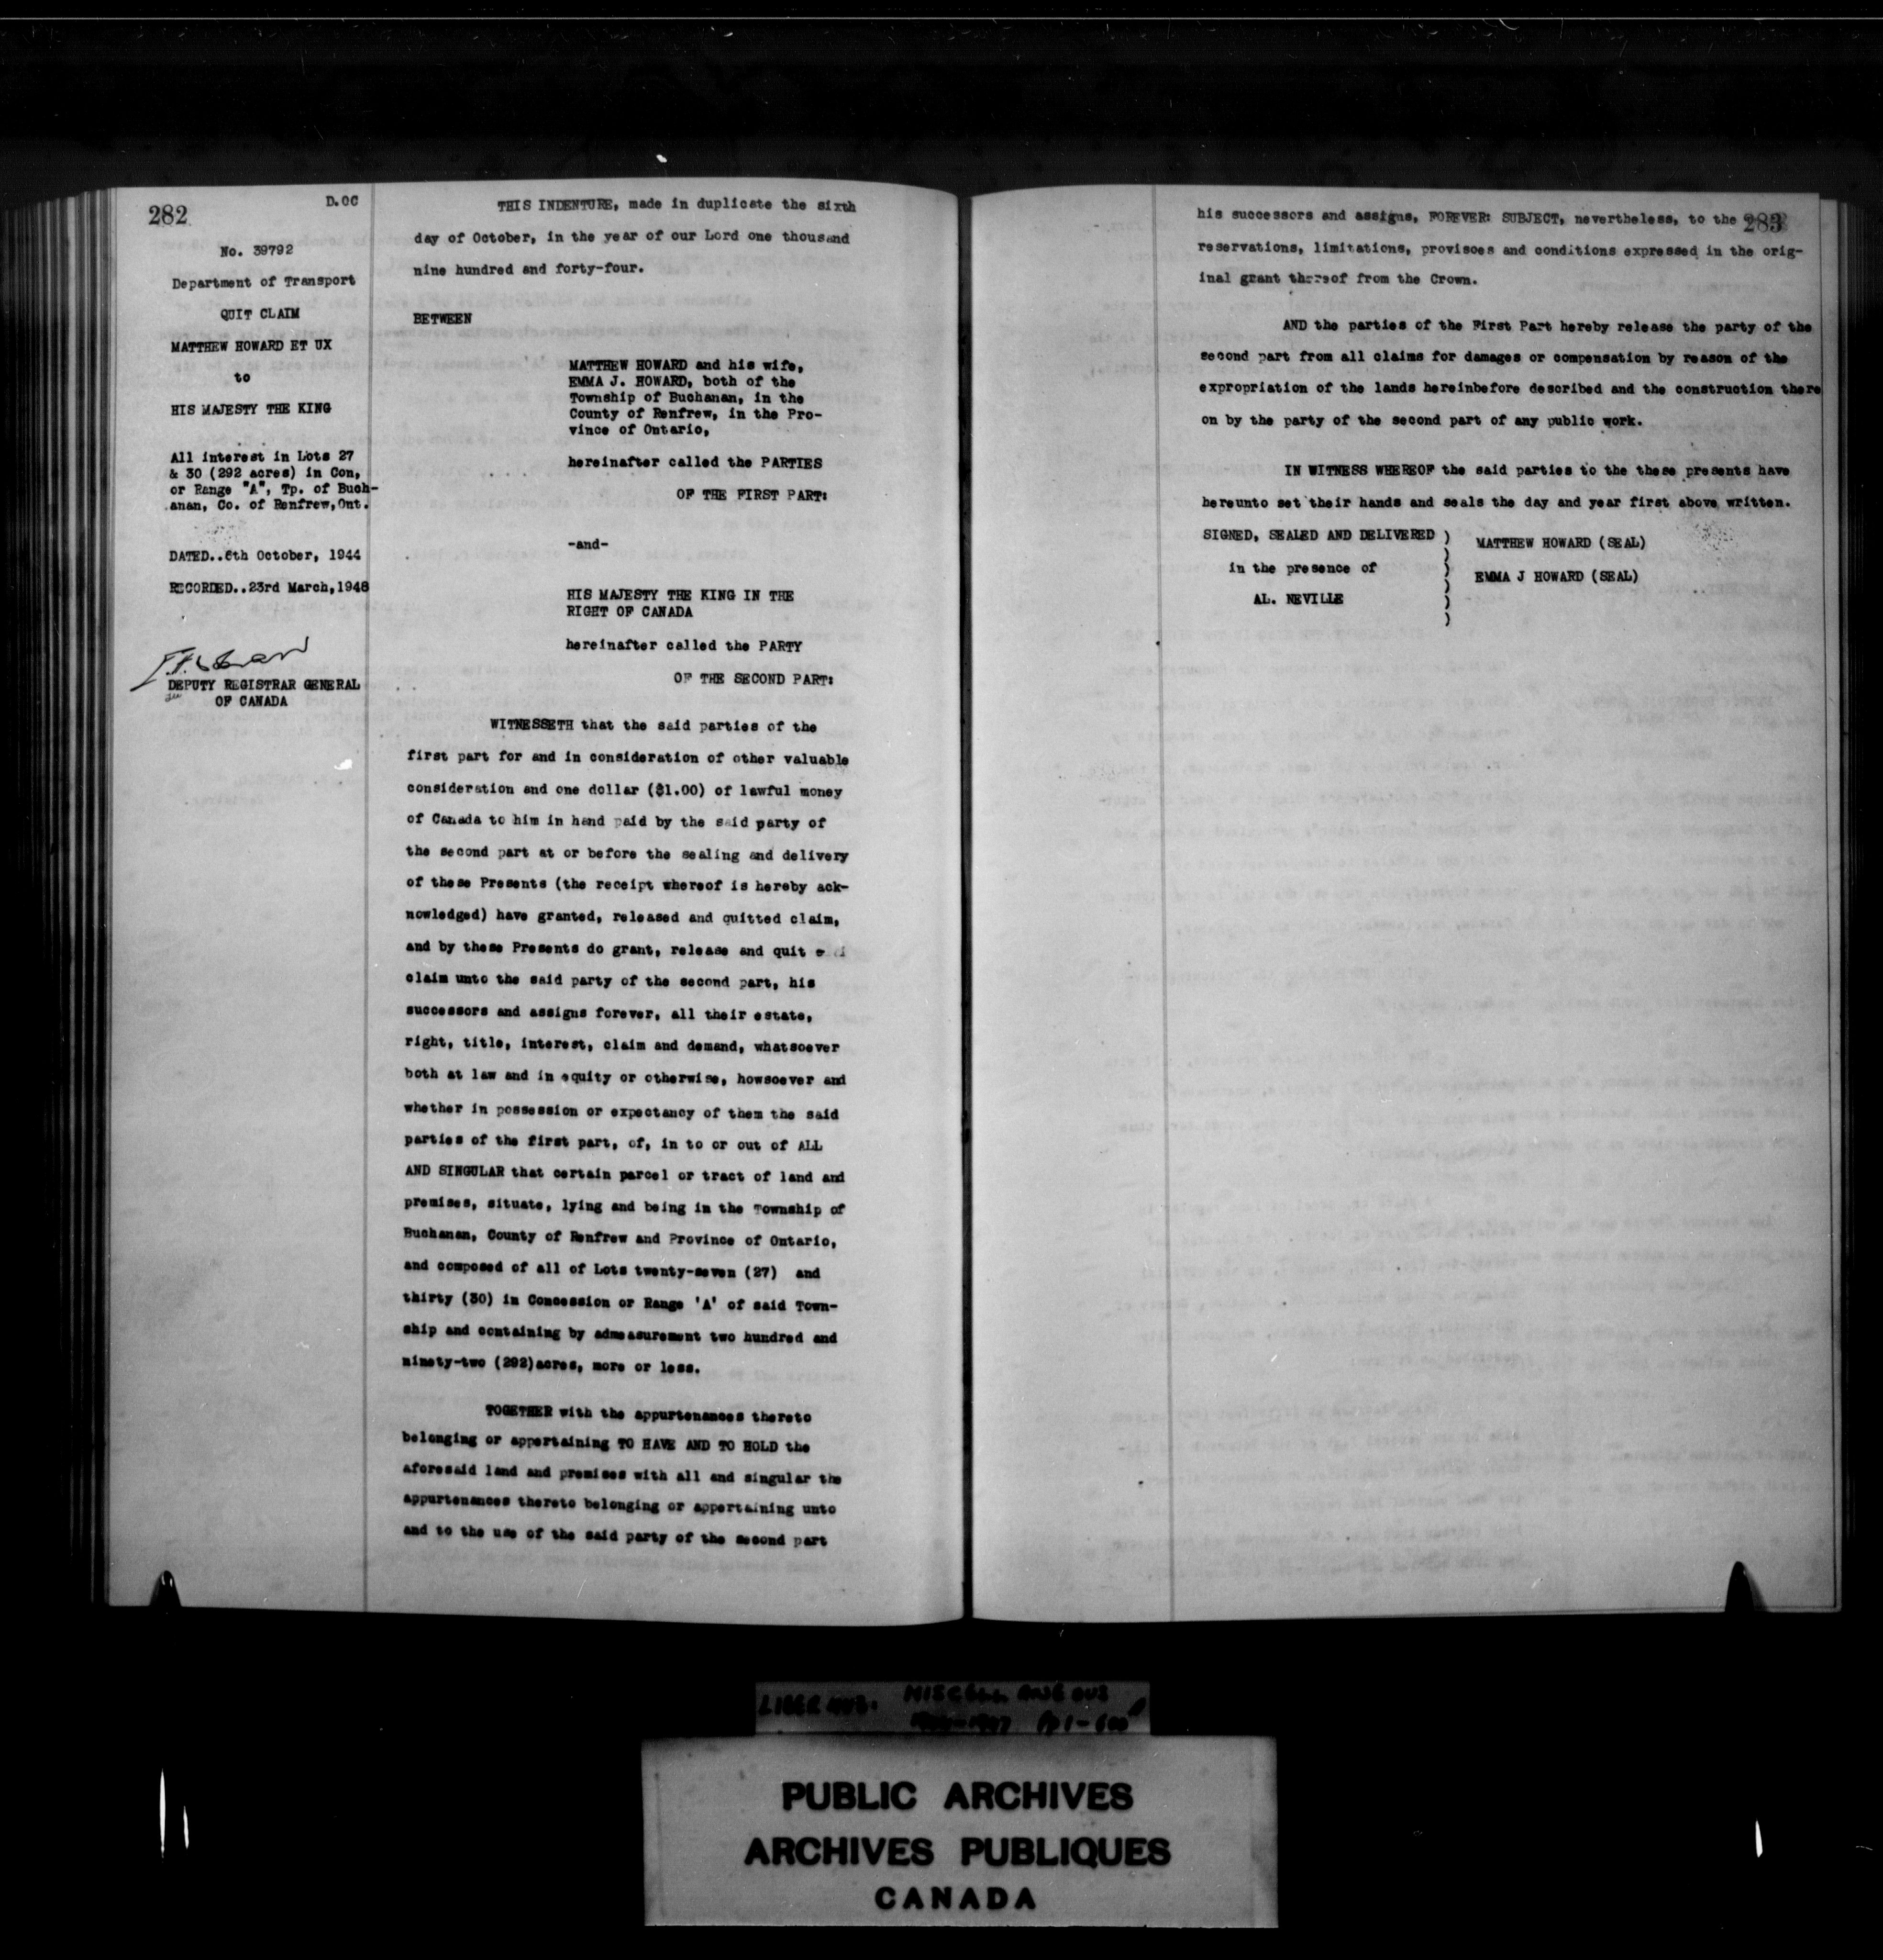 282
D.OC
No. 39792
Department of Transport
QUIT CLAIM
MATTHEW HOWARD ET UX
to
HIS MAJESTY THE KING
All interest in Lots 27
& 30 (292 acres) in Con,
or Range "A", Tp. of Buch-
anan, Co. of Renfrew, Ont.
DATED..6th October, 1944
RECORDED..23rd March, 1948
DEPUTY REGISTRAR GENERAL
OF CANADA
THIS INDENTURE, made in duplicate the sixth
day of October, in the year of our Lord one thousand
nine hundred and forty-four.
BETWEEN
MATTHEW HOWARD and his wife,
EMMA J. HOWARD, both of the
Township of Buchanan, in the
County of Renfrew, in the Pro-
vince of Ontario,
hereinafter called the PARTIES
OF THE FIRST PART:
-and-
HIS MAJESTY THE KING IN THE
RIGHT OF CANADA
hereinafter called the PARTY
OF THE SECOND PART:
WITNESSETH that the said parties of the
first part for and in consideration of other valuable
consideration and one dollar ($1.00) of lawful money
of Canada to him in hand paid by the said party of
the second part at or before the sealing and delivery
of these Presents (the receipt whereof is hereby ack-
nowledged) have granted, released and quitted claim,
and by these Presents do grant, release and quit
claim unto the said party of the second part, his
successors and assigns forever, all their estate,
right, title, interest, claim and demand, whatsoever
both at law and in equity or otherwise, howsoever and
whether in possession or expectancy of them the said
parties of the first part, of, in to or out of ALL
AND SINGULAR that certain parcel or tract of land and
premises, situate, lying and being in the Township of
Buchanan, County of Renfrew and Province of Ontario,
and composed of all of Lots twenty-seven (27) and
thirty (30) in Concession or Range 'A' of said Town-
ship and containing by admeasurement two hundred and
ninety-two (292)acres, more or less.
TOGETHER with the appurtenances thereto
belonging or appertaining TO HAVE AND TO HOLD the
aforesaid land and premises with all and singular the
appurtenances thereto belonging or appertaining unto
and to the use of the said party of the second part
283
his successors and assigns, FOREVER: SUBJECT, nevertheless, to the
reservations, limitations, provisoes and conditions expressed in the orig-
inal grant thereof from the Crown.
AND the parties of the First Part hereby release the party of the
second part from all claims for damages or compensation by reason of the
expropriation of the lands hereinbefore described and the construction there
on by the party of the second part of any public work.
IN WITNESS WHEREOF the said parties to the these presents have
hereunto set their hands and seals the day and year first above written.
SIGNED, SEALED AND DELIVERED )
in the presence of )
AL. NEVILLE )
MATTHEW HOWARD (SEAL)
EMMA J HOWARD (SEAL)
LIBER
MISCELLANEOUS
pp 1-600
PUBLIC ARCHIVES
ARCHIVES PUBLIQUES
CANADA